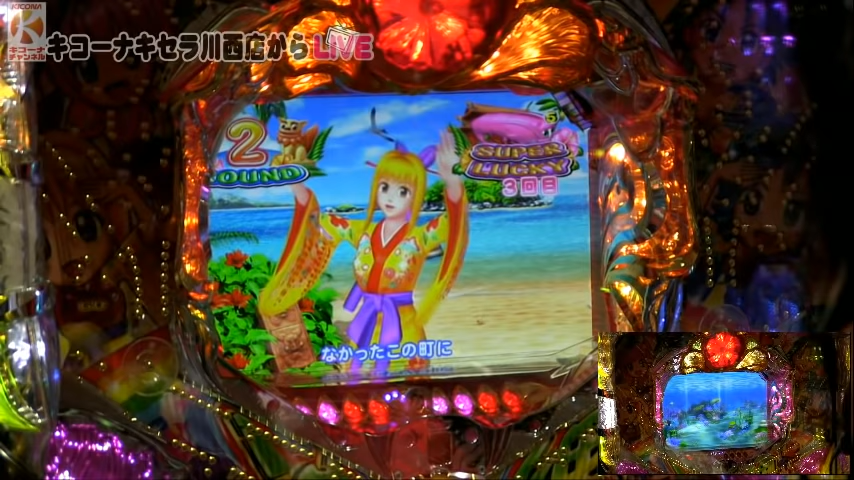 KICONA
キコーナ
チャンネル
キコーナキセラ川西店からLIVE
2
ROUND
SUPER
LUCKY
3回目
なかったこの町に